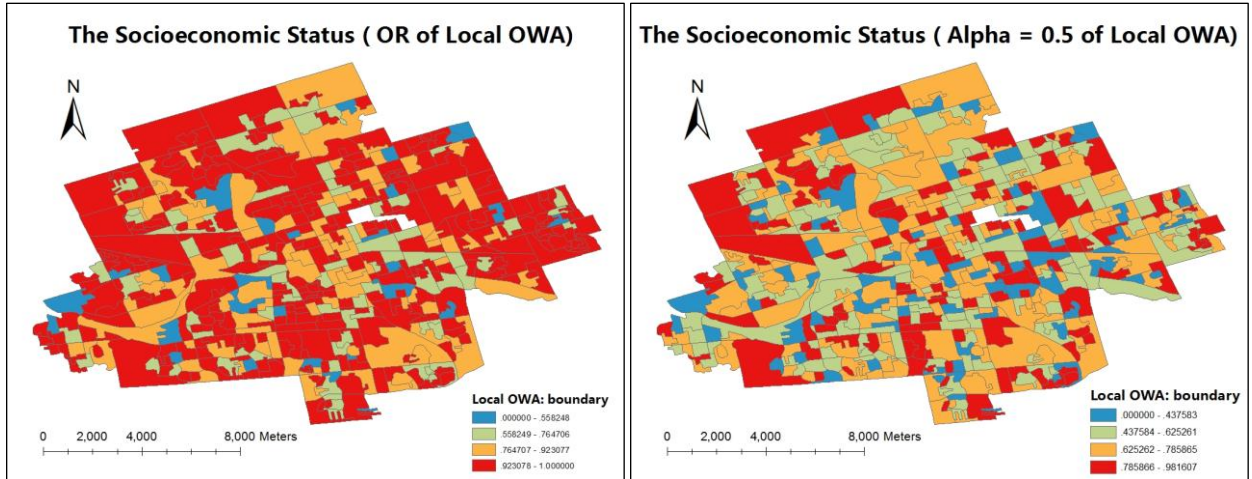 The Socioeconomic Status ( OR of Local OWA)
N
Local OWA: boundary
.000000 - .558248
.558249 - .764706
.764707 - .923077
.923078 - 1.000000
0 2,000 4,000 8,000 Meters
The Socioeconomic Status ( Alpha = 0.5 of Local OWA)
N
Local OWA: boundary
.000000 - .437583
.437584 - .625261
.625262 - .785865
.785866 - .981607
0 2,000 4,000 8,000 Meters